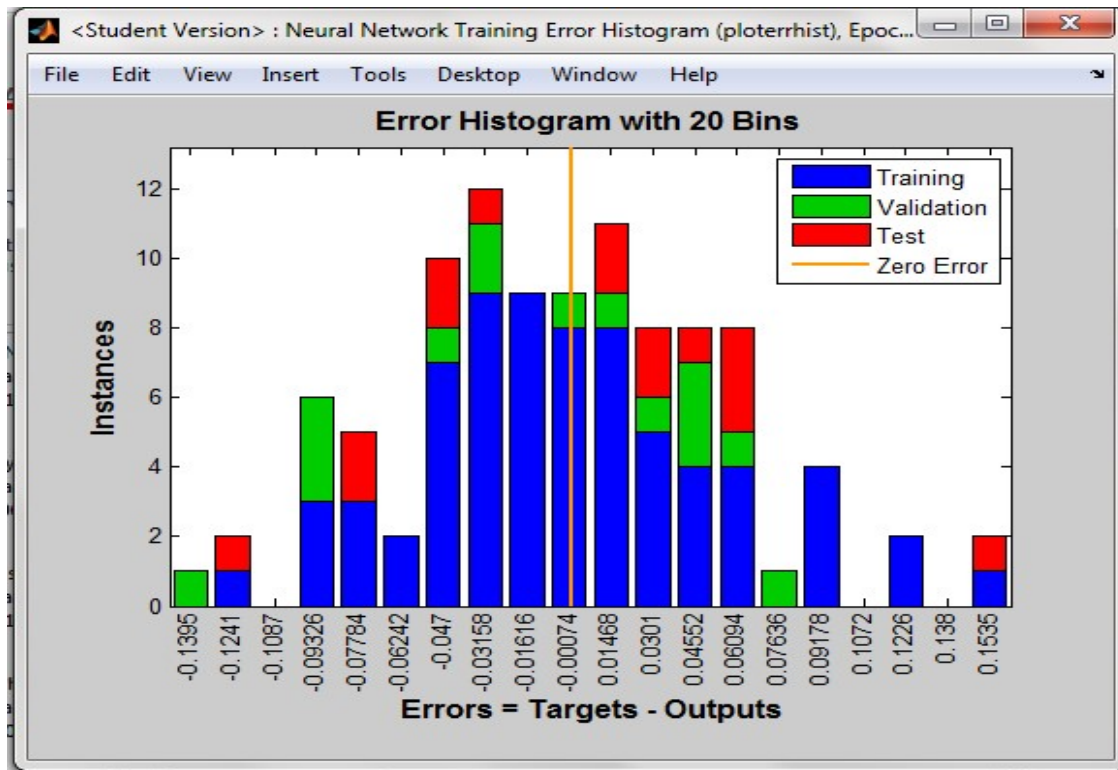 <Student Version> : Neural Network Training Error Histogram (ploterrhist), Epoc...
File Edit View Insert Tools Desktop Window Help
Error Histogram with 20 Bins
Training
Validation
Test
Zero Error
12
10
8
6
4
2
0
Instances
-0.1395 -0.1241 -0.1087 -0.09326 -0.07784 -0.06242 -0.047 -0.03158 -0.01616 -0.00074 0.01468 0.0301 0.04552 0.06094 0.07636 0.09178 0.1072 0.1226 0.138 0.1535
Errors = Targets - Outputs